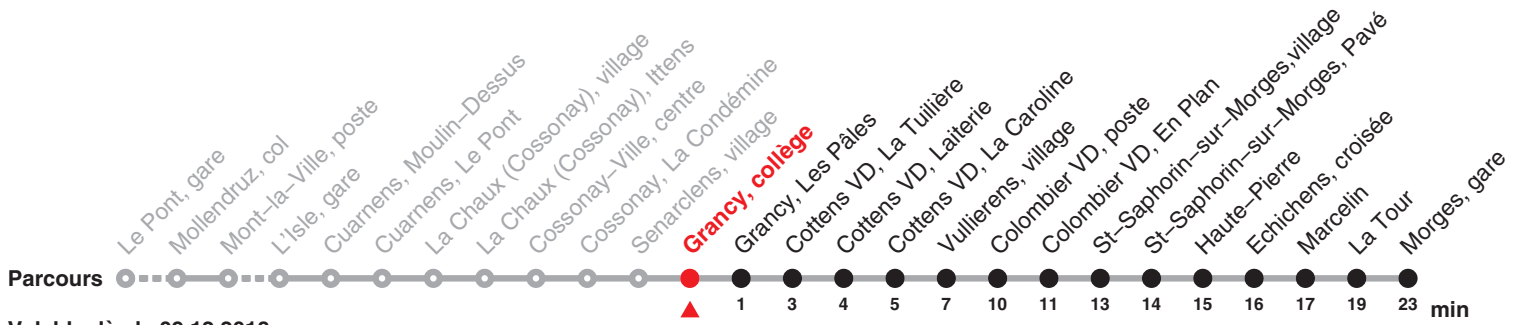 Le Pont, gare
Mollendruz, col
Mont–la–Ville, poste
L'Isle, gare
Cuarnens, Moulin–Dessus
Cuarnens, Le Pont
La Chaux (Cossonay), village
La Chaux (Cossonay), Ittens
Cossonay–Ville, centre
Cossonay, La Condémine
Senarclens, village
Grancy, collège
Grancy, Les Pâles
Cottens VD, La Tuilière
Cottens VD, Laiterie
Cottens VD, La Caroline
Vullierens, village
Colombier VD, poste
Colombier VD, En Plan
St–Saphorin–sur–Morges,village
St–Saphorin–sur–Morges, Pavé
Haute–Pierre
Echichens, croisée
Marcelin
La Tour
Morges, gare
Parcours
1 3 4 5 7 10 11 13 14 15 16 17 19 23 min